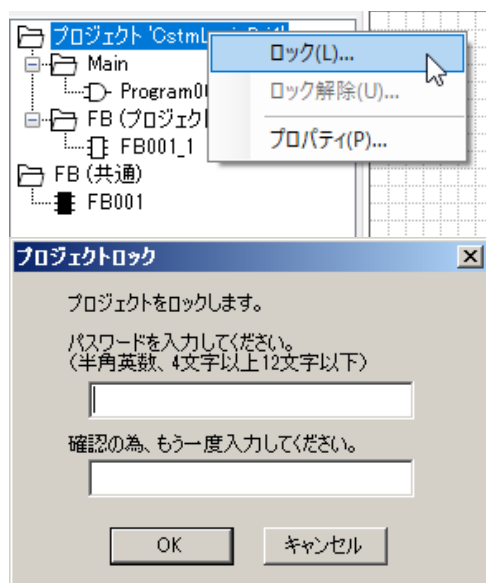 プロジェクト
ロック(L)...
Main
ロック解除(U)...
FB (プロジェク
プロパティ(P)...
FB001_1
FB (共通)
FB001
プロジェクトロック
プロジェクトをロックします。
パスワードを入力してください。
(半角英数、4文字以上12文字以下)
確認の為、もう一度入力してください。
OK
キャンセル